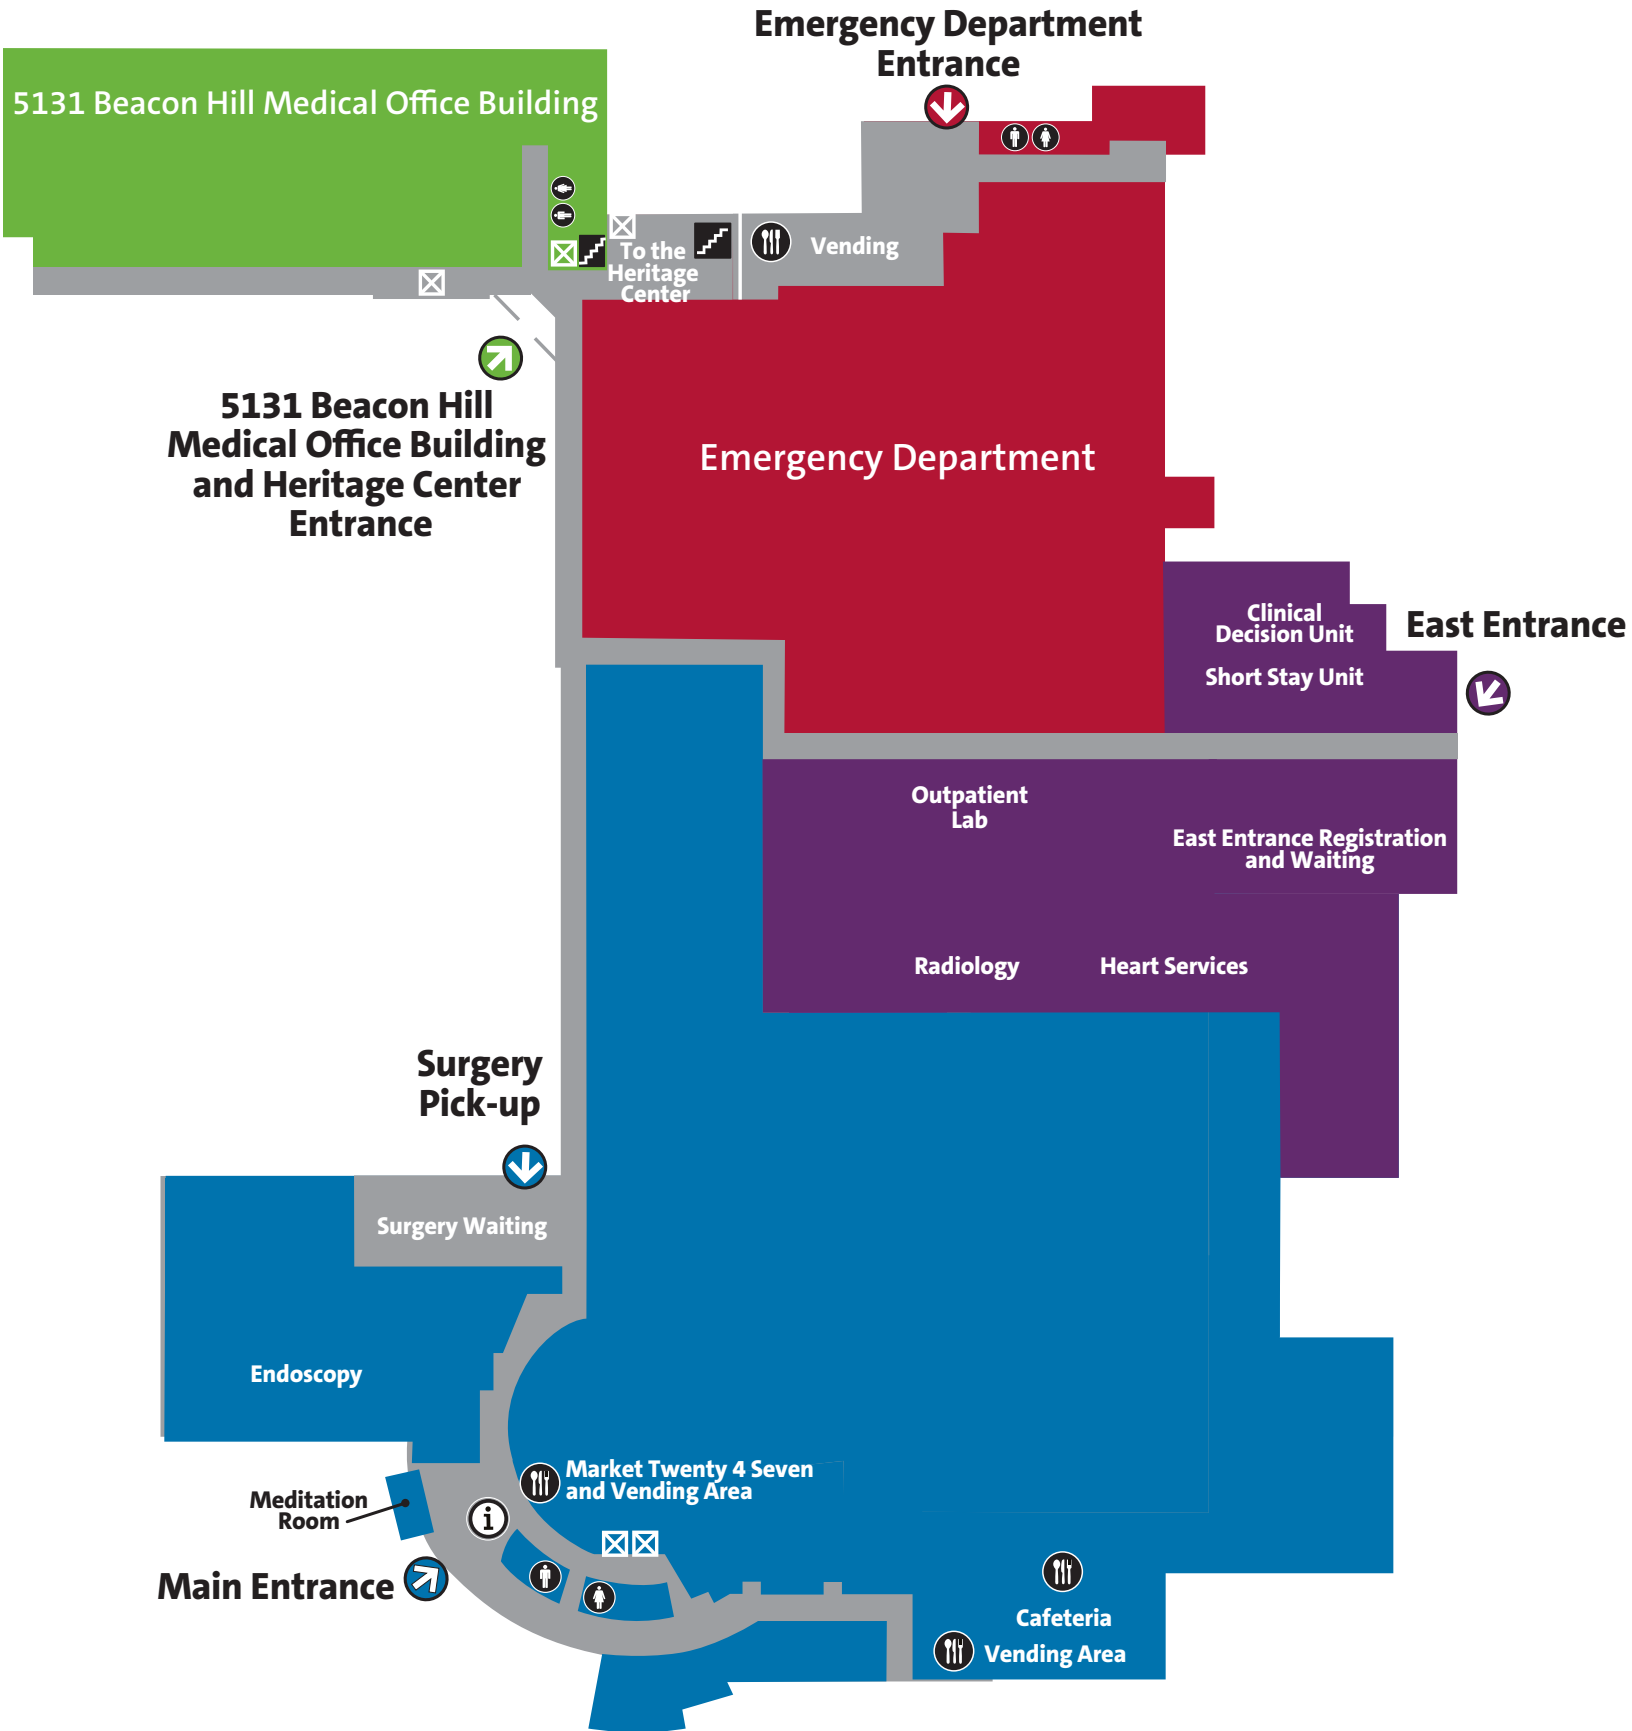 Emergency Department
Entrance
5131 Beacon Hill Medical Office Building
To the
Heritage
Center
Vending
5131 Beacon Hill
Medical Office Building
and Heritage Center
Entrance
Emergency Department
Clinical
Decision Unit
Short Stay Unit
East Entrance
Outpatient
Lab
East Entrance Registration
and Waiting
Radiology
Heart Services
Surgery
Pick-up
Surgery Waiting
Endoscopy
Market Twenty 4 Seven
and Vending Area
Meditation
Room
i
Main Entrance
Cafeteria
Vending Area